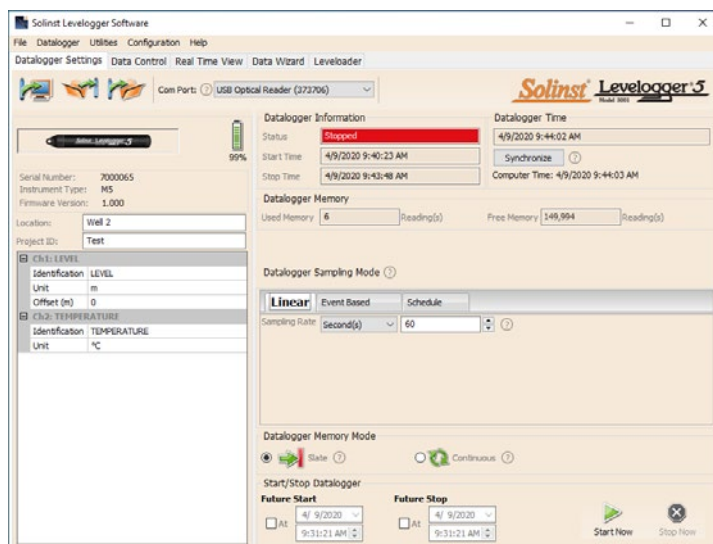 Solinst Levelogger Software
File Datalogger Utilities Configuration Help
Datalogger Settings Data Control Real Time View Data Wizard Leveloader
Com Port: ? USB Optical Reader (373706)
Solinst® Levelogger® 5
Model 3001
Solinst Levelogger 5
99%
Serial Number: 7000065
Instrument Type: M5
Firmware Version: 1.000
Location: Well 2
Project ID: Test
Ch1: LEVEL
Identification LEVEL
Unit m
Offset (m) 0
Ch2: TEMPERATURE
Identification TEMPERATURE
Unit °C
Datalogger Information
Status Stopped
Start Time 4/9/2020 9:40:23 AM
Stop Time 4/9/2020 9:43:48 AM
Datalogger Time
4/9/2020 9:44:02 AM
Synchronize ?
Computer Time: 4/9/2020 9:44:03 AM
Datalogger Memory
Used Memory 6 Reading(s) Free Memory 149,994 Reading(s)
Datalogger Sampling Mode ?
Linear Event Based Schedule
Sampling Rate Second(s) 60 ?
Datalogger Memory Mode
Slate ? Continuous ?
Start/Stop Datalogger
Future Start Future Stop
At 4/ 9/2020 At 4/ 9/2020
9:31:21 AM 9:31:21 AM
Start Now Stop Now